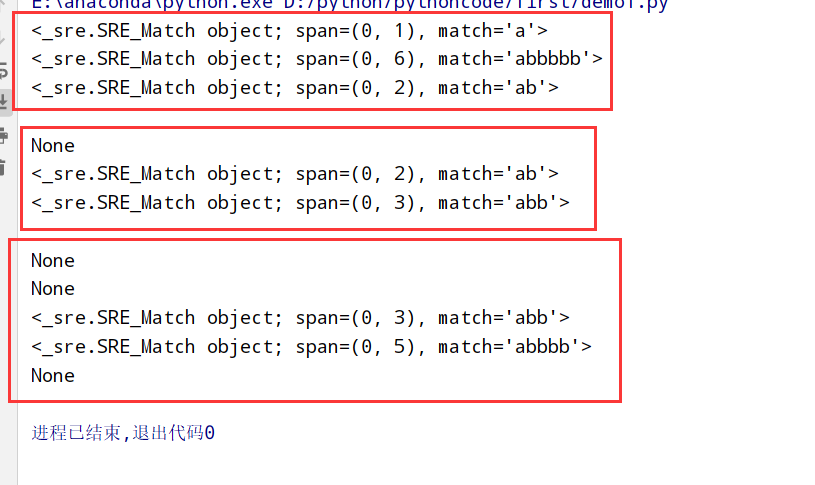 E:\anaconda\python.exe D:/python/pythoncode/first/demo1.py
<_sre.SRE_Match object; span=(0, 1), match='a'>
<_sre.SRE_Match object; span=(0, 6), match='abbbbb'>
<_sre.SRE_Match object; span=(0, 2), match='ab'>
None
<_sre.SRE_Match object; span=(0, 2), match='ab'>
<_sre.SRE_Match object; span=(0, 3), match='abb'>
None
None
<_sre.SRE_Match object; span=(0, 3), match='abb'>
<_sre.SRE_Match object; span=(0, 5), match='abbbb'>
None
进程已结束,退出代码0